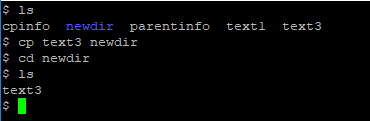 $ ls
cpinfo  newdir  parentinfo  text1  text3
$ cp text3 newdir
$ cd newdir
$ ls
text3
$